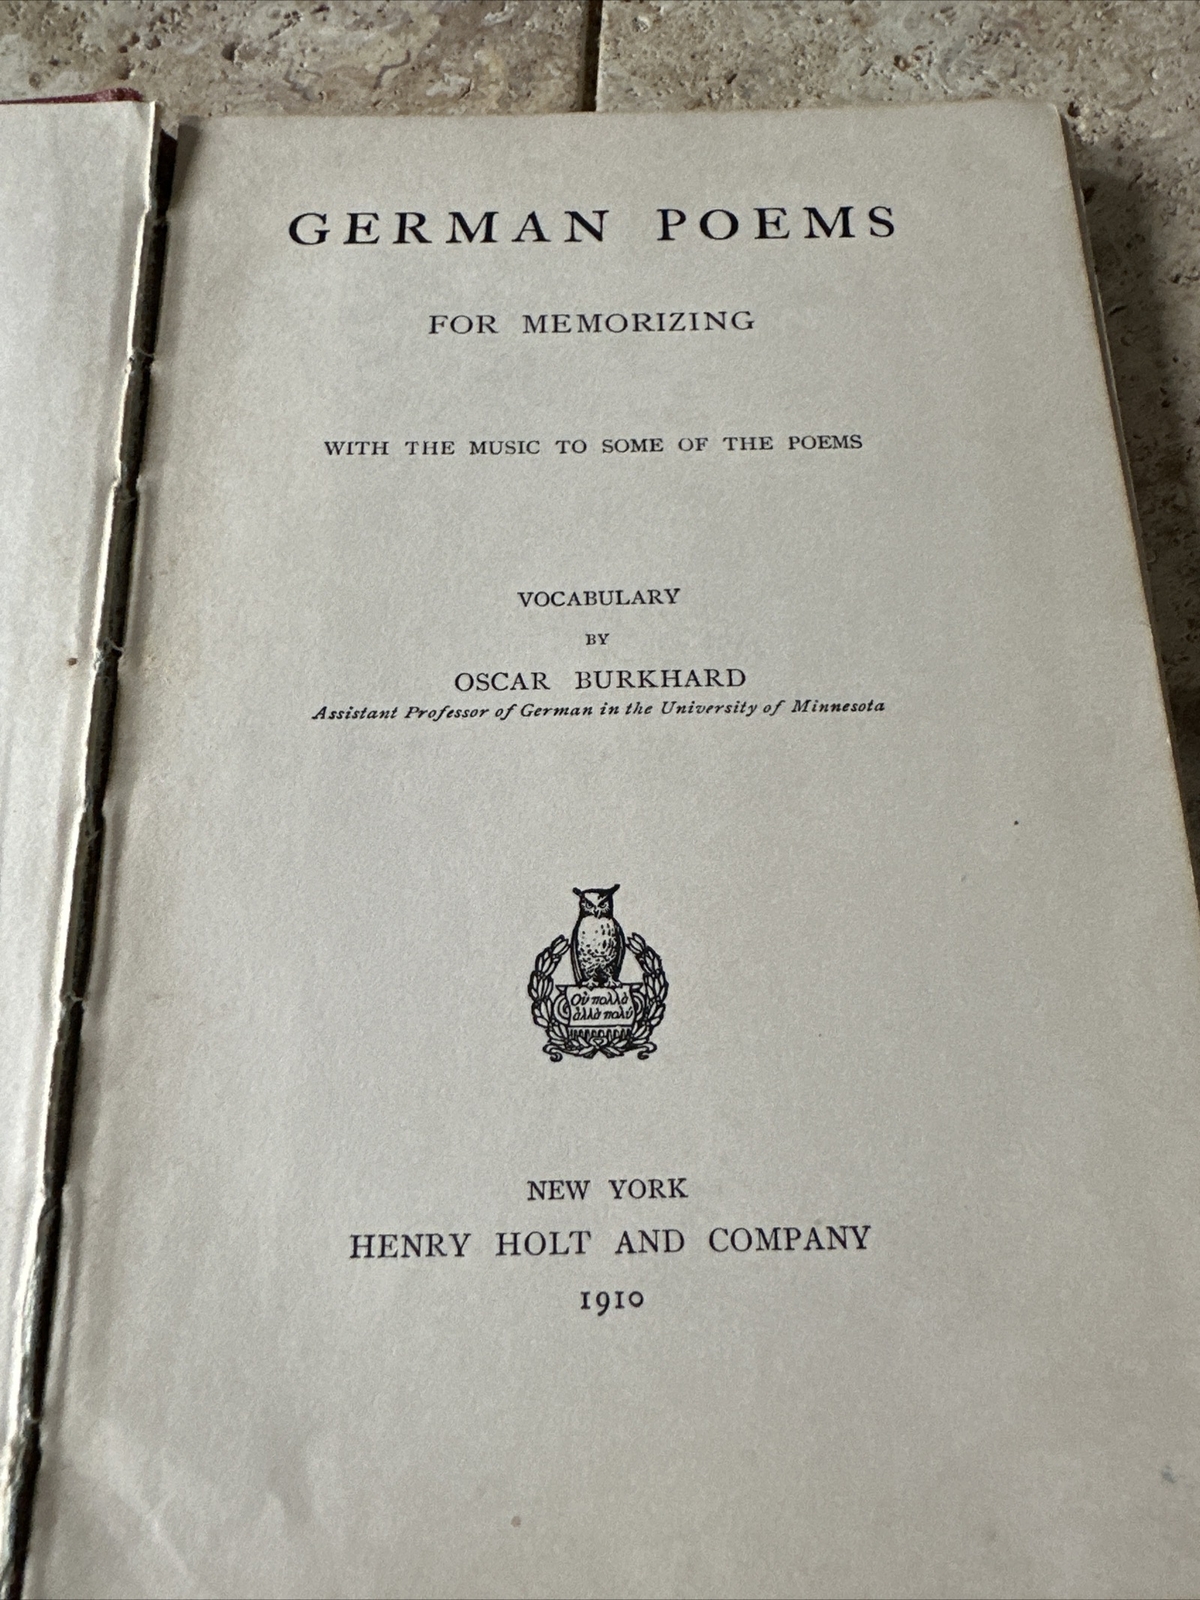 GERMAN POEMS
FOR MEMORIZING
WITH THE MUSIC TO SOME OF THE POEMS
VOCABULARY
BY
OSCAR BURKHARD
Assistant Professor of German in the University of Minnesota
Οὐ πολλὰ
ἀλλὰ πολύ
NEW YORK
HENRY HOLT AND COMPANY
1910